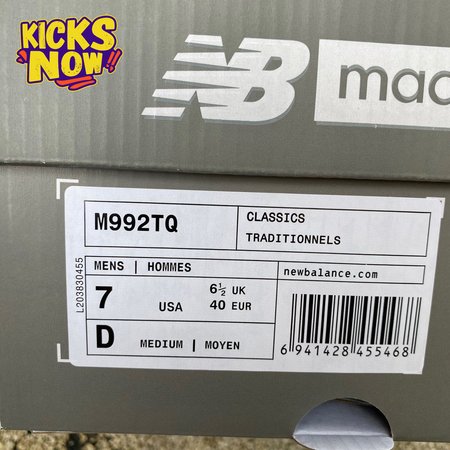 KICKS
NOW!!
NB mad
M992TQ
CLASSICS
TRADITIONNELS
L203830455
MENS | HOMMES
7 USA
6½ UK
40 EUR
D MEDIUM | MOYEN
newbalance.com
6 941428 455468